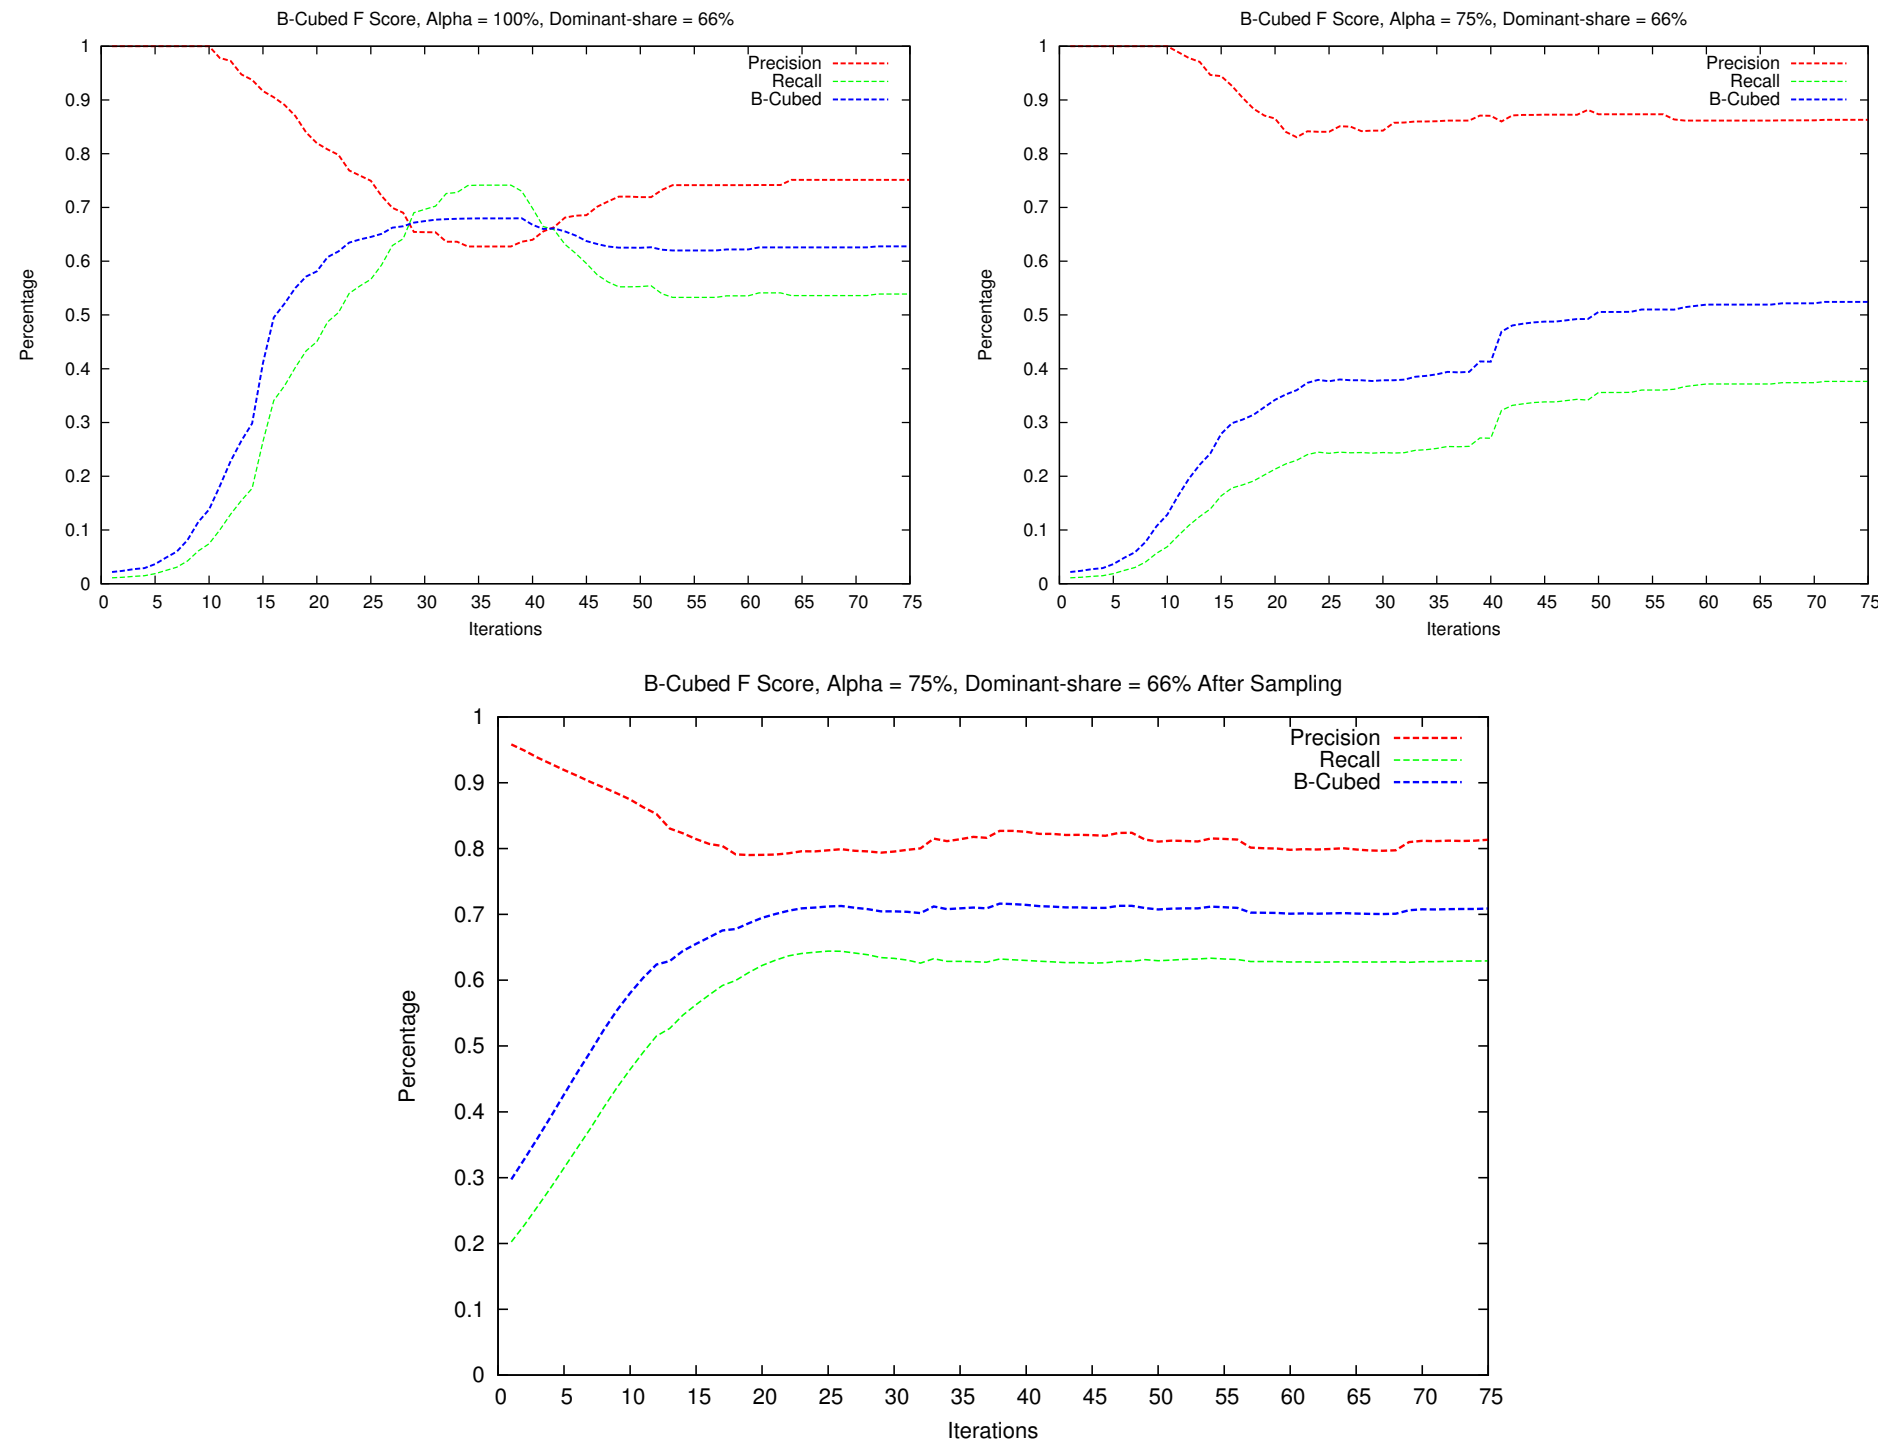 B-Cubed F Score, Alpha = 100%, Dominant-share = 66%
1
0.9
0.8
0.7
0.6
0.5
0.4
0.3
0.2
0.1
0
Percentage
Precision
Recall
B-Cubed
0 5 10 15 20 25 30 35 40 45 50 55 60 65 70 75
Iterations
B-Cubed F Score, Alpha = 75%, Dominant-share = 66%
1
0.9
0.8
0.7
0.6
0.5
0.4
0.3
0.2
0.1
0
Percentage
Precision
Recall
B-Cubed
0 5 10 15 20 25 30 35 40 45 50 55 60 65 70 75
Iterations
B-Cubed F Score, Alpha = 75%, Dominant-share = 66% After Sampling
1
0.9
0.8
0.7
0.6
0.5
0.4
0.3
0.2
0.1
0
Percentage
Precision
Recall
B-Cubed
0 5 10 15 20 25 30 35 40 45 50 55 60 65 70 75
Iterations